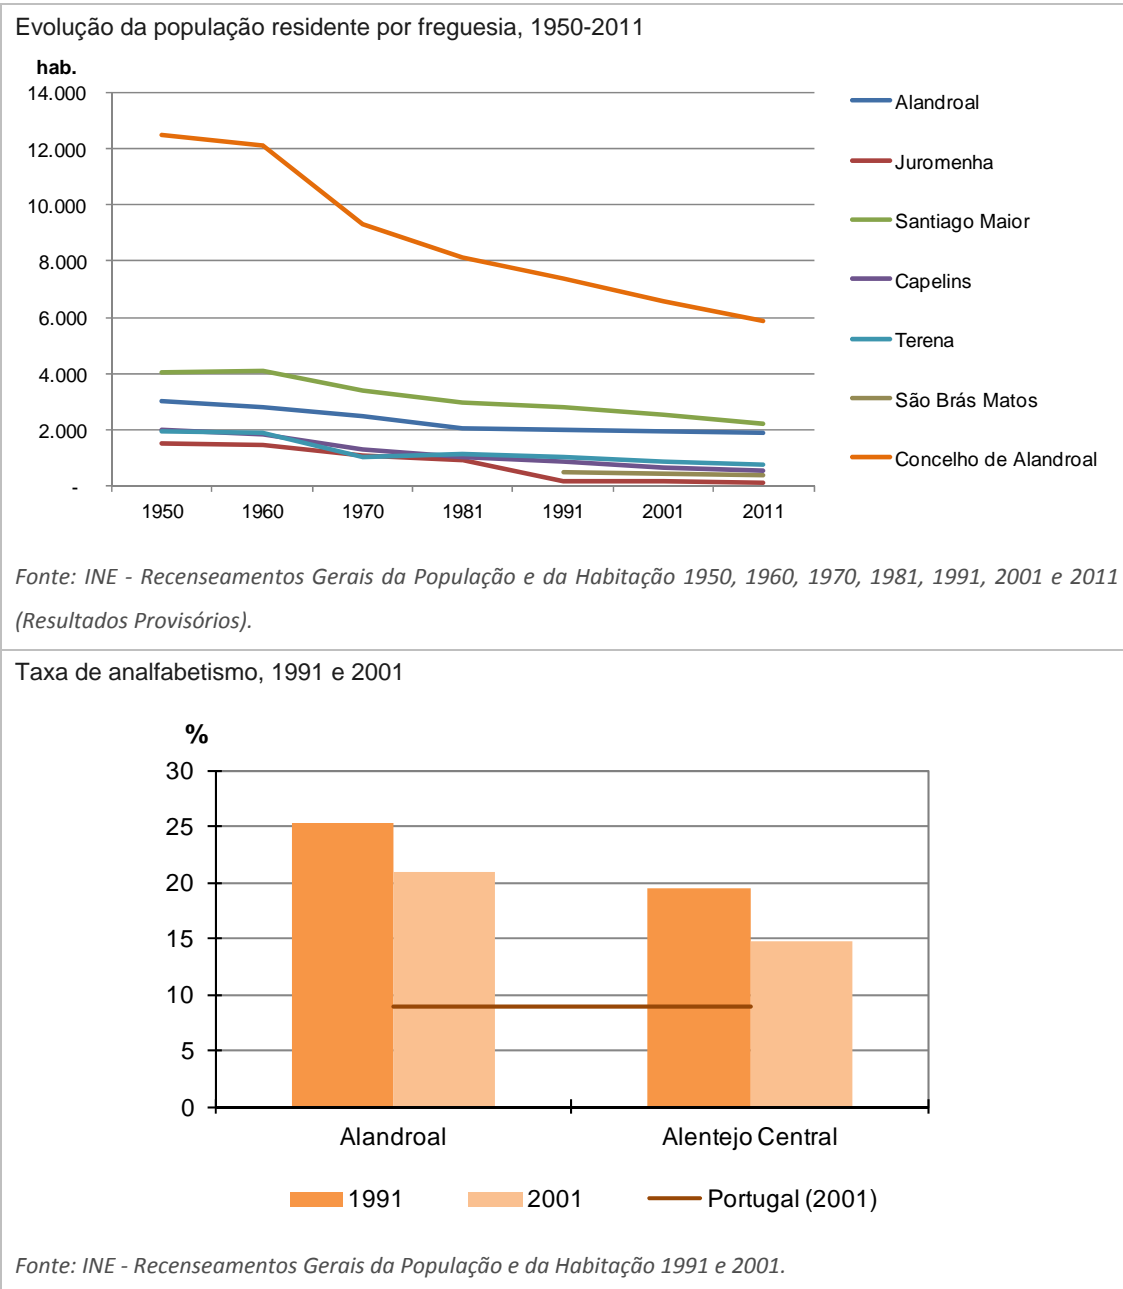 Evolução da população residente por freguesia, 1950-2011
hab.
14.000
12.000
10.000
8.000
6.000
4.000
2.000
-
1950 1960 1970 1981 1991 2001 2011
Alandroal
Juromenha
Santiago Maior
Capelins
Terena
São Brás Matos
Concelho de Alandroal
Fonte: INE - Recenseamentos Gerais da População e da Habitação 1950, 1960, 1970, 1981, 1991, 2001 e 2011
(Resultados Provisórios).
Taxa de analfabetismo, 1991 e 2001
%
30
25
20
15
10
5
0
Alandroal Alentejo Central
1991 2001 Portugal (2001)
Fonte: INE - Recenseamentos Gerais da População e da Habitação 1991 e 2001.